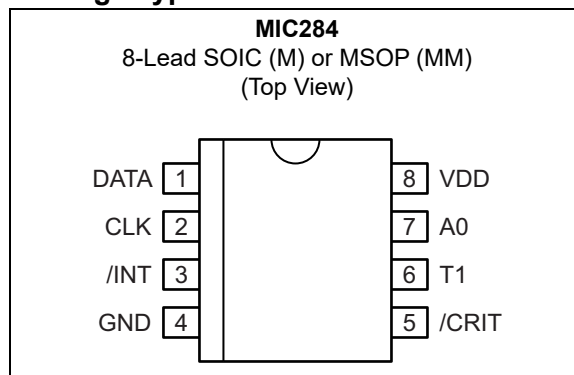 MIC284
8-Lead SOIC (M) or MSOP (MM)
(Top View)
DATA 1 8 VDD
CLK 2 7 A0
/INT 3 6 T1
GND 4 5 /CRIT